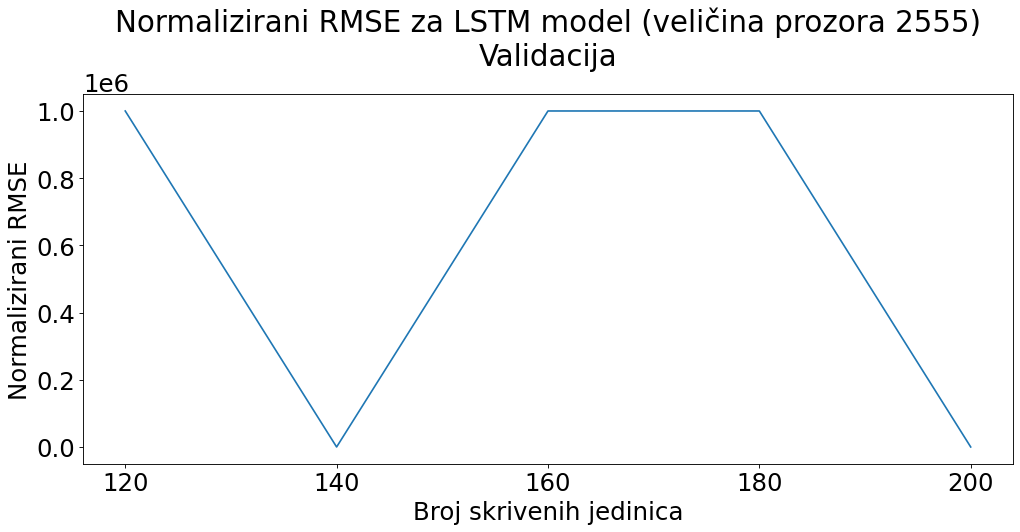 Normalizirani RMSE za LSTM model (veličina prozora 2555)
Validacija
1e6
1.0
0.8
0.6
0.4
0.2
0.0
Normalizirani RMSE
120 140 160 180 200
Broj skrivenih jedinica